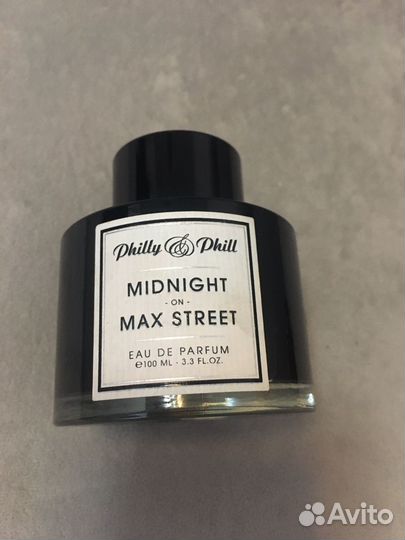 Philly & Phill
MIDNIGHT
- ON -
MAX STREET
EAU DE PARFUM
℮100 ML - 3.3 FL.OZ.
Avito